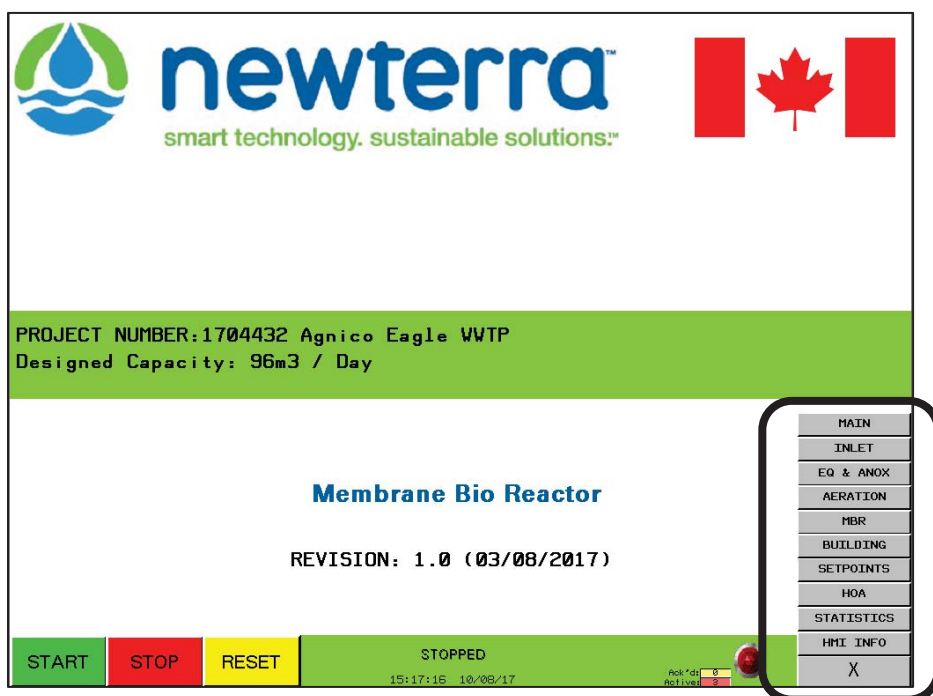 newterra™
smart technology. sustainable solutions.™
PROJECT NUMBER:1704432 Agnico Eagle WWTP
Designed Capacity: 96m3 / Day
MAIN
INLET
EQ & ANOX
AERATION
MBR
BUILDING
SETPOINTS
HOA
STATISTICS
HMI INFO
X
Membrane Bio Reactor
REVISION: 1.0 (03/08/2017)
START
STOP
RESET
STOPPED
15:17:16 10/08/17
Ack'd: 0
Active: 3